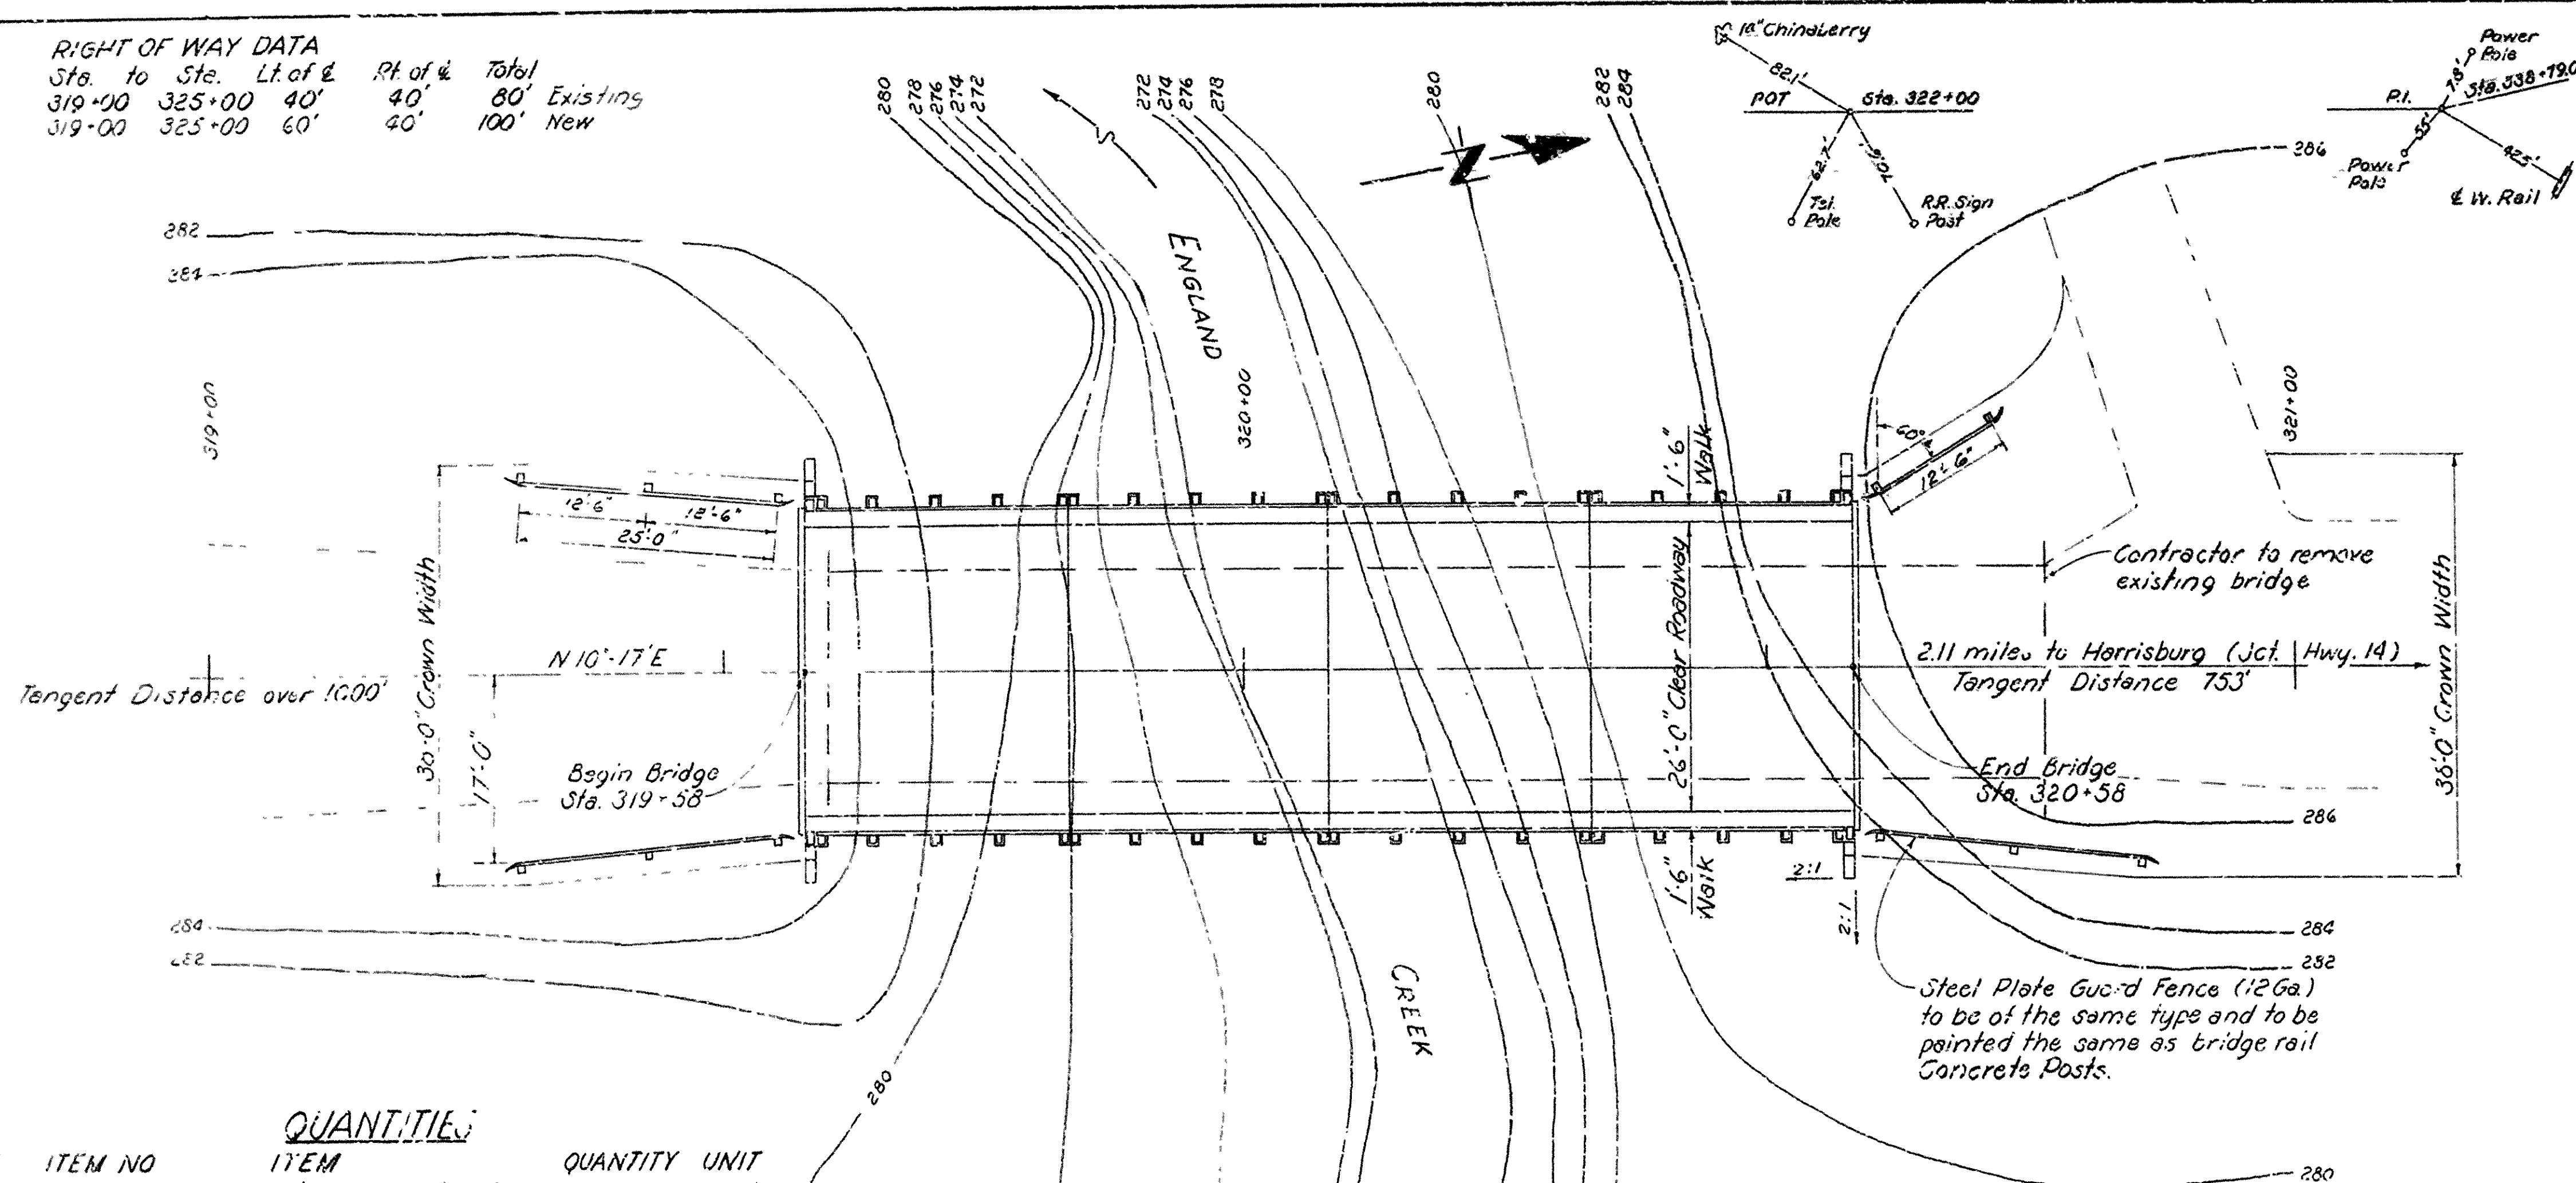 RIGHT OF WAY DATA
Sta. to Sta. Lt. of ℄ Rt. of ℄ Total
319+00 325+00 40' 40' 80' Existing
319+00 325+00 60' 40' 100' New
280
278
276
274
272
272
274
276
278
280
282
284
N
10" Chinaberry
82.1'
POT
Sta. 322+00
62.7'
70.6'
Tel.
Pole
R.R. Sign
Post
Power
Pole
78'
P.I.
Sta. 338+79.0
55'
Power
Pole
425'
℄ W. Rail
286
282
284
ENGLAND
319+00
320+00
321+00
1'-6"
Walk
60°
12'-6"
12'-6"
12'-6"
25'-0"
Contractor to remove
existing bridge
Crown Width
26'-0" Clear Roadway
38'-0" Crown Width
N 10°-17'E
Tangent Distance over 1000'
2.11 miles to Harrisburg (Jct. Hwy. 14)
Tangent Distance 753'
17'-0"
Begin Bridge
Sta. 319+58
End Bridge
Sta. 320+58
286
1'-6"
Walk
2:1
2:1
284
282
284
282
CREEK
Steel Plate Guard Fence (12 Ga.)
to be of the same type and to be
painted the same as bridge rail
Concrete Posts.
280
280
QUANTITIES
ITEM NO ITEM QUANTITY UNIT